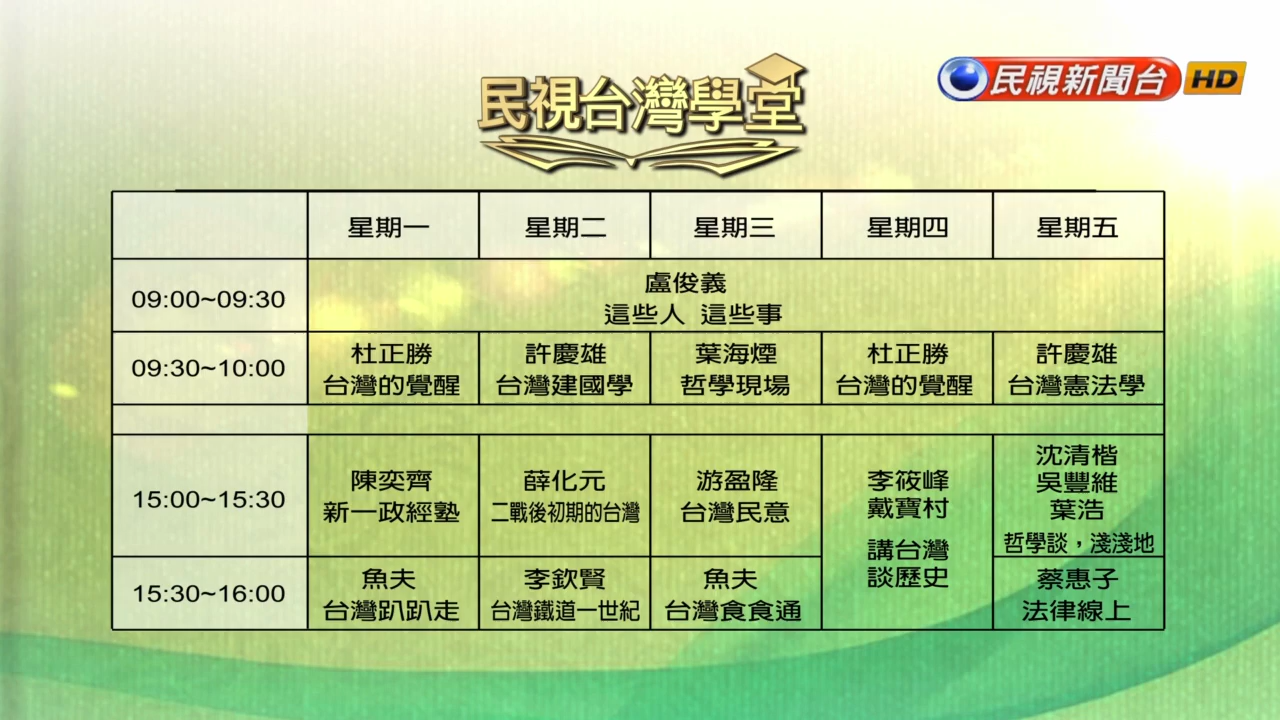 民視台灣學堂
民視新聞台 HD
星期一 星期二 星期三 星期四 星期五
09:00~09:30
盧俊義
這些人 這些事
09:30~10:00
杜正勝
台灣的覺醒
許慶雄
台灣建國學
葉海煙
哲學現場
杜正勝
台灣的覺醒
許慶雄
台灣憲法學
15:00~15:30
陳奕齊
新一政經塾
薛化元
二戰後初期的台灣
游盈隆
台灣民意
李筱峰
戴寶村
講台灣
談歷史
沈清楷
吳豐維
葉浩
哲學談,淺淺地
15:30~16:00
魚夫
台灣趴趴走
李欽賢
台灣鐵道一世紀
魚夫
台灣食食通
蔡惠子
法律線上